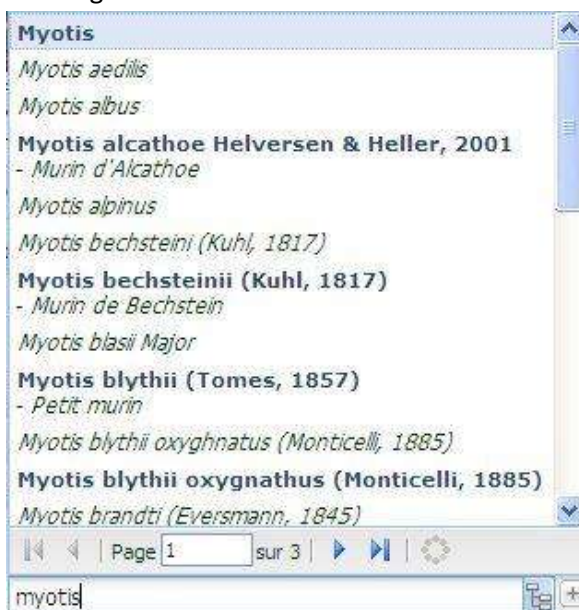 Myotis
Myotis aedilis
Myotis albus
Myotis alcathoe Helversen & Heller, 2001
- Murin d'Alcathoe
Myotis alpinus
Myotis bechsteini (Kuhl, 1817)
Myotis bechsteinii (Kuhl, 1817)
- Murin de Bechstein
Myotis blasii Major
Myotis blythii (Tomes, 1857)
- Petit murin
Myotis blythii oxyghnatus (Monticelli, 1885)
Myotis blythii oxygnathus (Monticelli, 1885)
Myotis brandti (Eversmann, 1845)
Page 1 sur 3
myotis